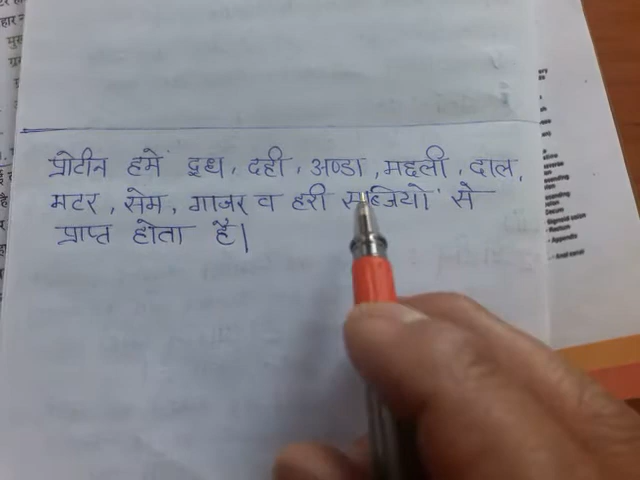 प्रोटीन हमें दूध, दही, अण्डा, मछली, दाल,
मटर, सेम, गाजर व हरी सब्जियों से
प्राप्त होता है।